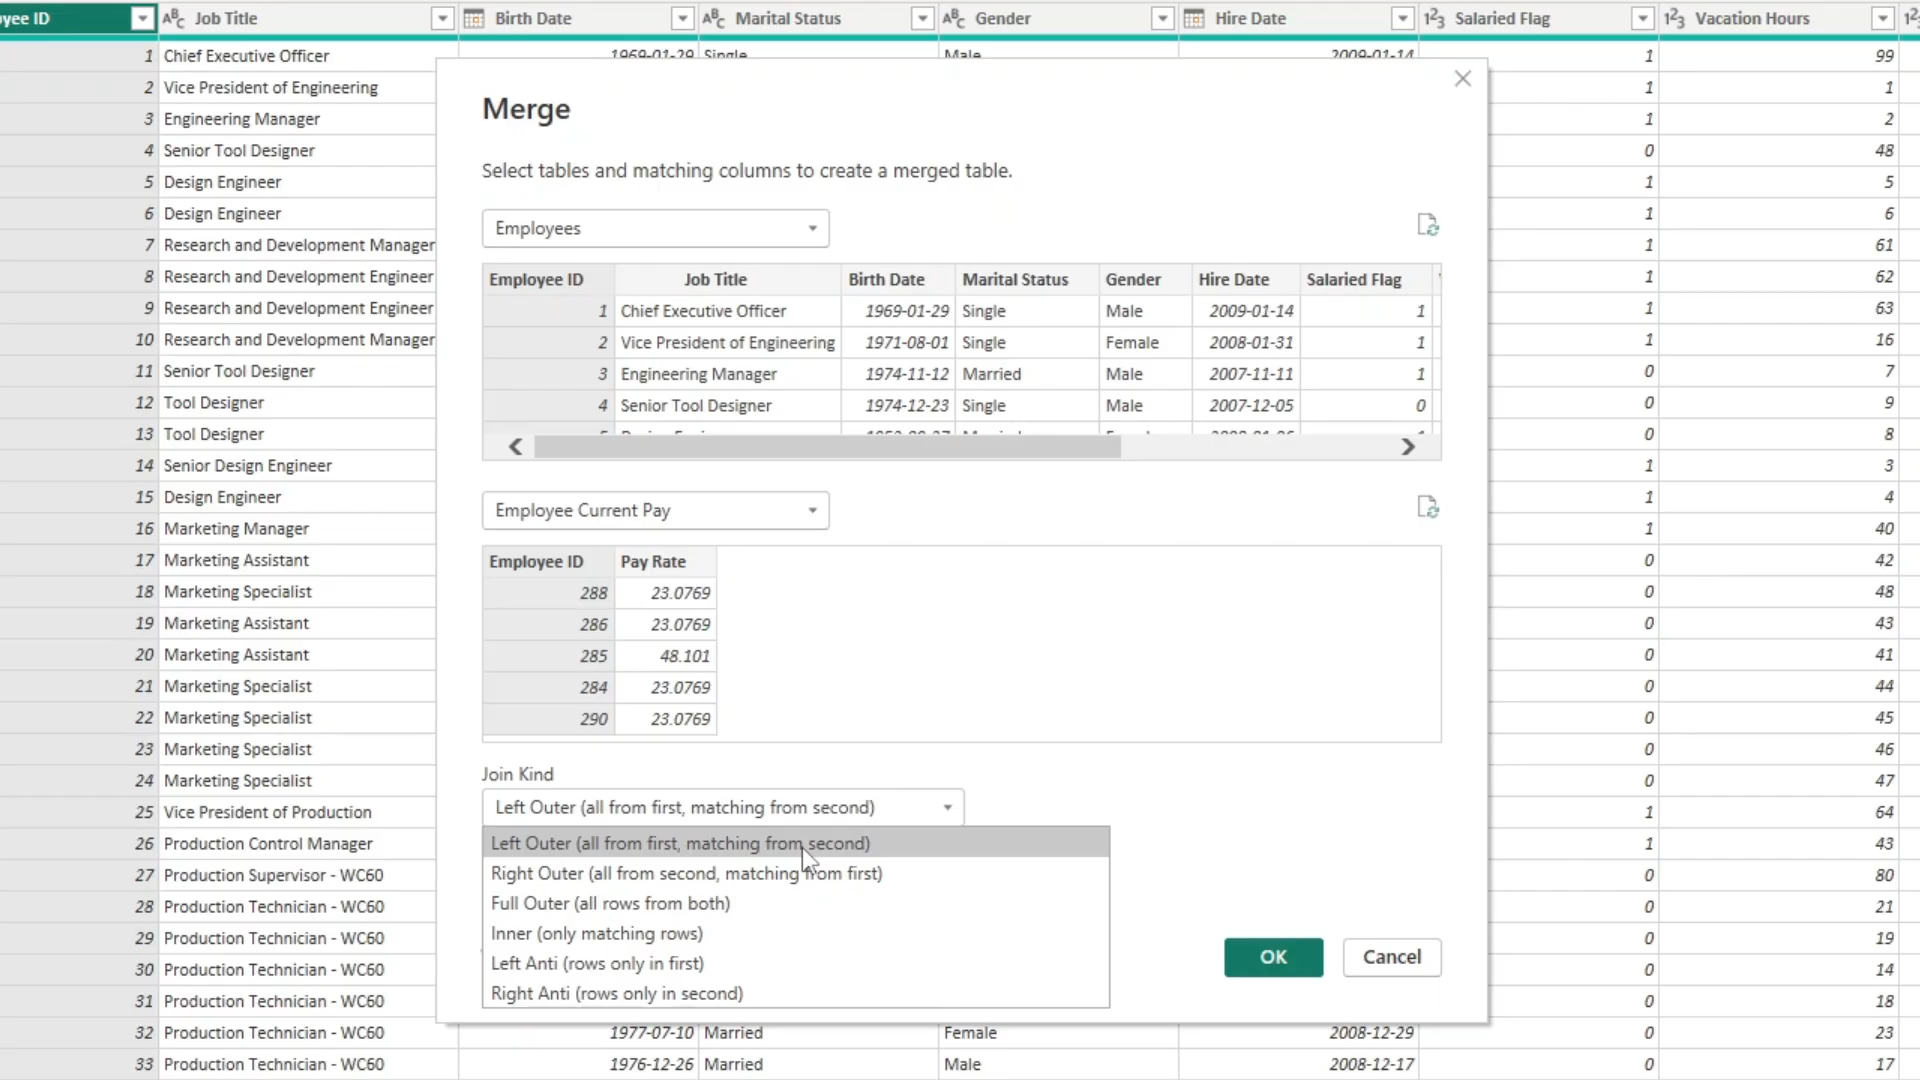 yee ID Job Title Birth Date Marital Status Gender Hire Date Salaried Flag Vacation Hours
1 Chief Executive Officer 1969-01-29 Single Male 2009-01-14 1 99
2 Vice President of Engineering 1 1
3 Engineering Manager 1 2
4 Senior Tool Designer 0 48
5 Design Engineer 1 5
6 Design Engineer 1 6
7 Research and Development Manager 1 61
8 Research and Development Engineer 1 62
9 Research and Development Engineer 1 63
10 Research and Development Manager 1 16
11 Senior Tool Designer 0 7
12 Tool Designer 0 9
13 Tool Designer 0 8
14 Senior Design Engineer 1 3
15 Design Engineer 1 4
16 Marketing Manager 1 40
17 Marketing Assistant 0 42
18 Marketing Specialist 0 48
19 Marketing Assistant 0 43
20 Marketing Assistant 0 41
21 Marketing Specialist 0 44
22 Marketing Specialist 0 45
23 Marketing Specialist 0 46
24 Marketing Specialist 0 47
25 Vice President of Production 1 64
26 Production Control Manager 1 43
27 Production Supervisor - WC60 0 80
28 Production Technician - WC60 0 21
29 Production Technician - WC60 0 19
30 Production Technician - WC60 0 14
31 Production Technician - WC60 0 18
32 Production Technician - WC60 1977-07-10 Married Female 2008-12-29 0 23
33 Production Technician - WC60 1976-12-26 Married Male 2008-12-17 0 17
Merge
Select tables and matching columns to create a merged table.
Employees
Employee ID Job Title Birth Date Marital Status Gender Hire Date Salaried Flag
1 Chief Executive Officer 1969-01-29 Single Male 2009-01-14 1
2 Vice President of Engineering 1971-08-01 Single Female 2008-01-31 1
3 Engineering Manager 1974-11-12 Married Male 2007-11-11 1
4 Senior Tool Designer 1974-12-23 Single Male 2007-12-05 0
Employee Current Pay
Employee ID Pay Rate
288 23.0769
286 23.0769
285 48.101
284 23.0769
290 23.0769
Join Kind
Left Outer (all from first, matching from second)
Left Outer (all from first, matching from second)
Right Outer (all from second, matching from first)
Full Outer (all rows from both)
Inner (only matching rows)
Left Anti (rows only in first)
Right Anti (rows only in second)
OK Cancel